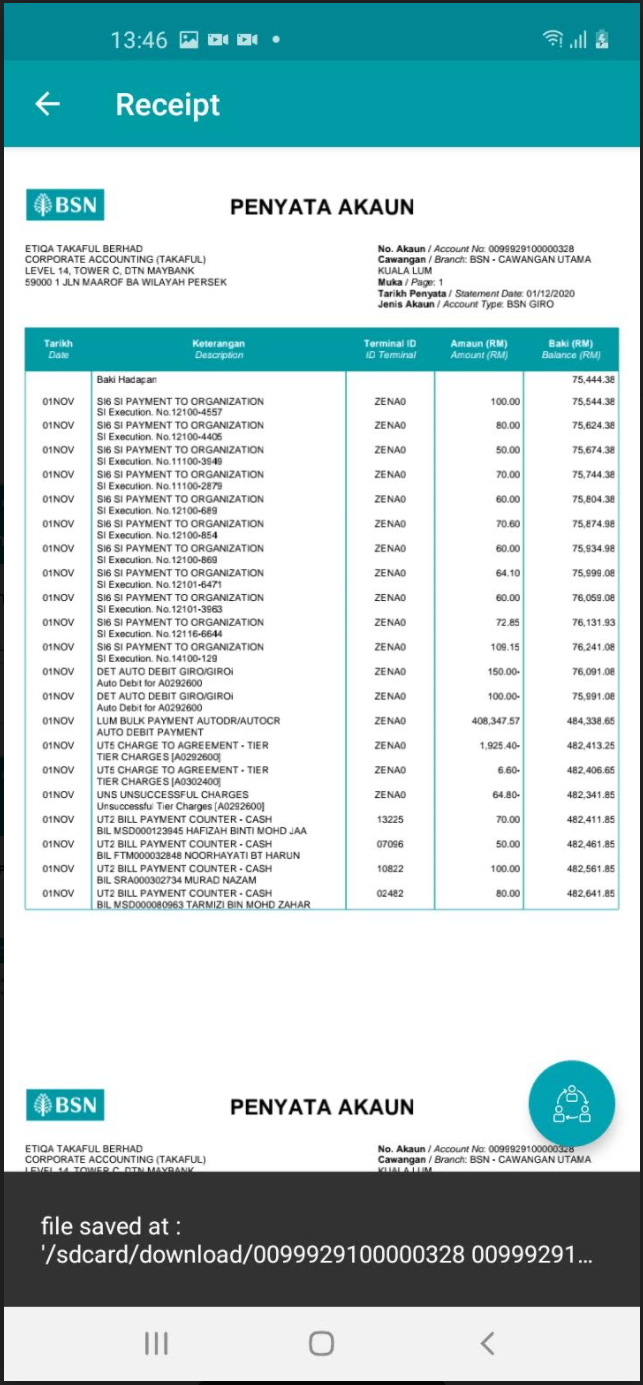 13:46
Receipt
BSN
PENYATA AKAUN
ETIQA TAKAFUL BERHAD
CORPORATE ACCOUNTING (TAKAFUL)
LEVEL 14, TOWER C, DTN MAYBANK
59000 1 JLN MAAROF BA WILAYAH PERSEK
No. Akaun / Account No: 0099929100000328
Cawangan / Branch: BSN - CAWANGAN UTAMA
KUALA LUM
Muka / Page: 1
Tarikh Penyata / Statement Date: 01/12/2020
Jenis Akaun / Account Type: BSN GIRO
Tarikh Keterangan Terminal ID Amaun (RM) Baki (RM)
Date Description ID Terminal Amount (RM) Balance (RM)
Baki Hadapan 75,444.38
01NOV SI6 SI PAYMENT TO ORGANIZATION ZENA0 100.00 75,544.38
SI Execution. No.12100-4557
01NOV SI6 SI PAYMENT TO ORGANIZATION ZENA0 80.00 75,624.38
SI Execution. No.12100-4405
01NOV SI6 SI PAYMENT TO ORGANIZATION ZENA0 50.00 75,674.38
SI Execution. No.11100-3949
01NOV SI6 SI PAYMENT TO ORGANIZATION ZENA0 70.00 75,744.38
SI Execution. No.11100-2879
01NOV SI6 SI PAYMENT TO ORGANIZATION ZENA0 60.00 75,804.38
SI Execution. No.12100-689
01NOV SI6 SI PAYMENT TO ORGANIZATION ZENA0 70.60 75,874.98
SI Execution. No.12100-854
01NOV SI6 SI PAYMENT TO ORGANIZATION ZENA0 60.00 75,934.98
SI Execution. No.12100-869
01NOV SI6 SI PAYMENT TO ORGANIZATION ZENA0 64.10 75,999.08
SI Execution. No.12101-6471
01NOV SI6 SI PAYMENT TO ORGANIZATION ZENA0 60.00 76,059.08
SI Execution. No.12101-3963
01NOV SI6 SI PAYMENT TO ORGANIZATION ZENA0 72.85 76,131.93
SI Execution. No.12116-6644
01NOV SI6 SI PAYMENT TO ORGANIZATION ZENA0 109.15 76,241.08
SI Execution. No.14100-129
01NOV DET AUTO DEBIT GIRO/GIROi ZENA0 150.00- 76,091.08
Auto Debit for A0292600
01NOV DET AUTO DEBIT GIRO/GIROi ZENA0 100.00- 75,991.08
Auto Debit for A0292600
01NOV LUM BULK PAYMENT AUTODR/AUTOCR ZENA0 408,347.57 484,338.65
AUTO DEBIT PAYMENT
01NOV UT5 CHARGE TO AGREEMENT - TIER ZENA0 1,925.40- 482,413.25
TIER CHARGES [A0292600]
01NOV UT5 CHARGE TO AGREEMENT - TIER ZENA0 6.60- 482,406.65
TIER CHARGES [A0302400]
01NOV UNS UNSUCCESSFUL CHARGES ZENA0 64.80- 482,341.85
Unsuccessful Tier Charges [A0292600]
01NOV UT2 BILL PAYMENT COUNTER - CASH 13225 70.00 482,411.85
BIL MSD000123945 HAFIZAH BINTI MOHD JAA
01NOV UT2 BILL PAYMENT COUNTER - CASH 07096 50.00 482,461.85
BIL FTM000032848 NOORHAYATI BT HARUN
01NOV UT2 BILL PAYMENT COUNTER - CASH 10822 100.00 482,561.85
BIL SRA000302734 MURAD NAZAM
01NOV UT2 BILL PAYMENT COUNTER - CASH 02482 80.00 482,641.85
BIL MSD000080963 TARMIZI BIN MOHD ZAHAR
BSN
PENYATA AKAUN
ETIQA TAKAFUL BERHAD
CORPORATE ACCOUNTING (TAKAFUL)
LEVEL 14, TOWER C, DTN MAYBANK
No. Akaun / Account No: 0099929100000328
Cawangan / Branch: BSN - CAWANGAN UTAMA
KUALA LUM
file saved at :
'/sdcard/download/0099929100000328 00999291...